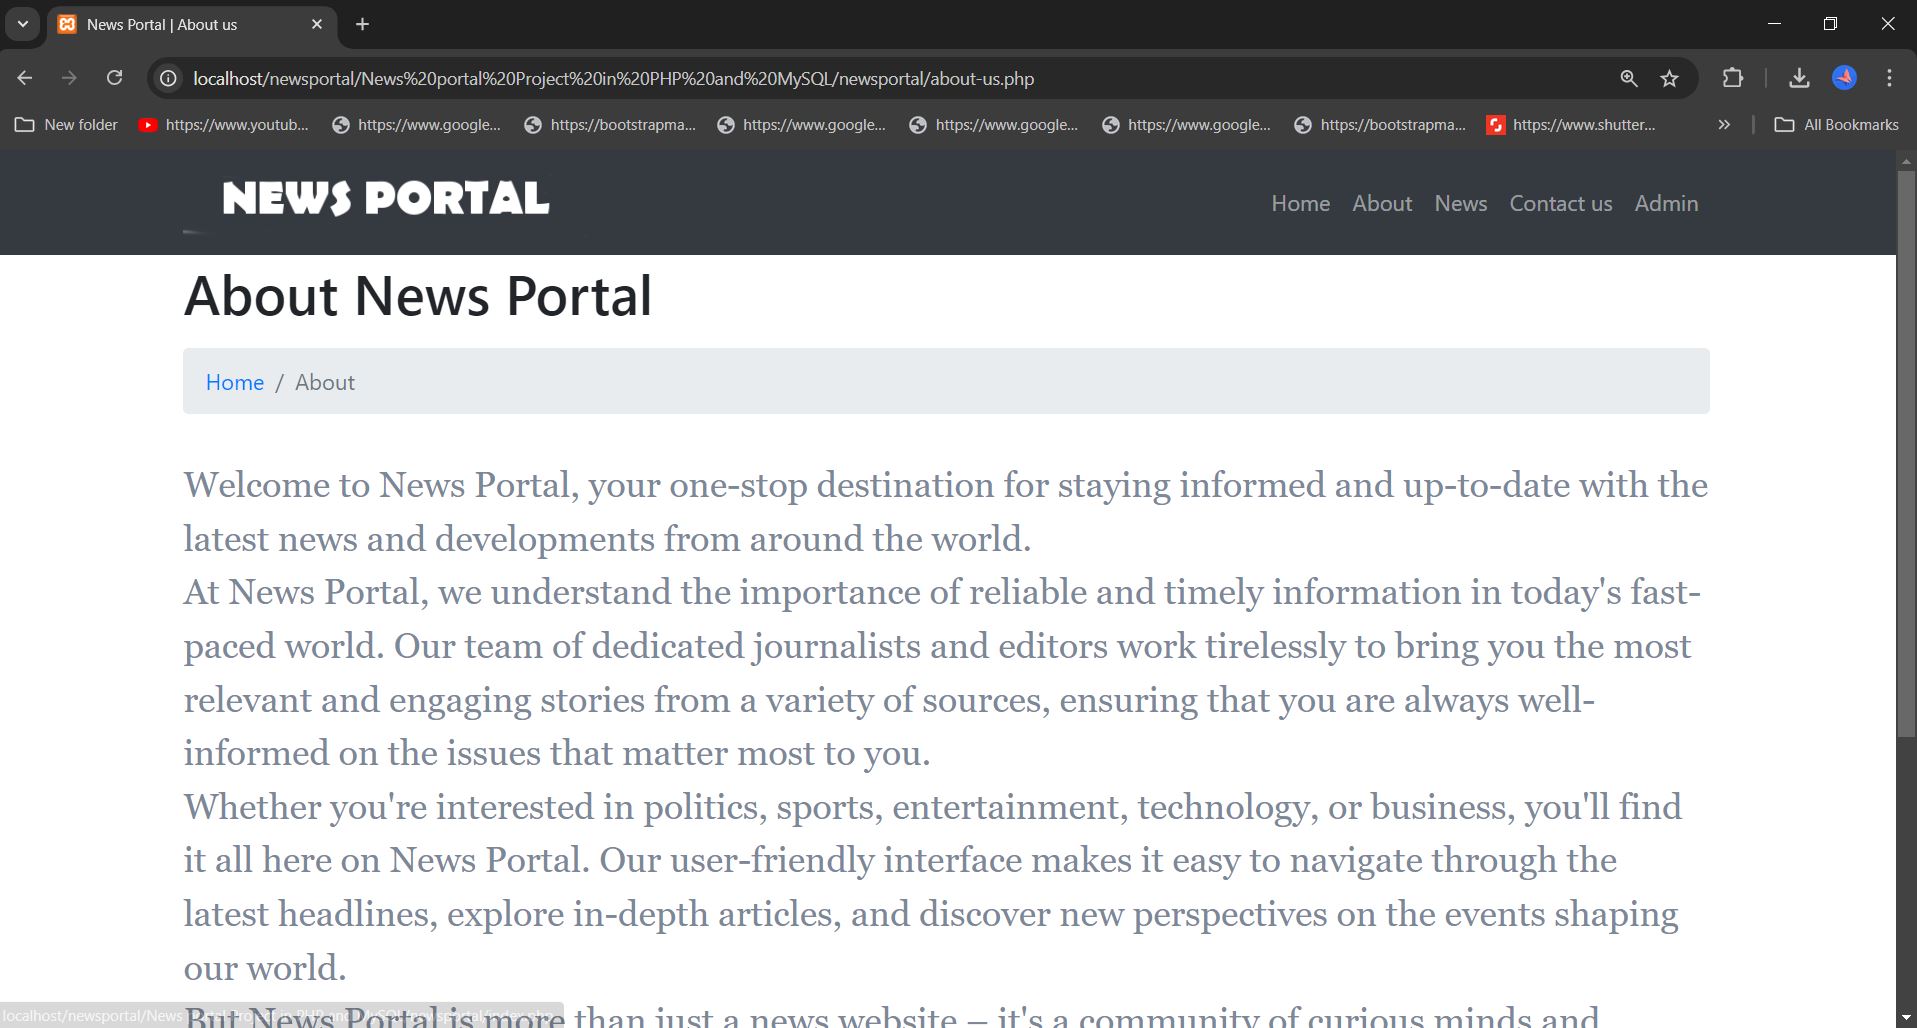 News Portal | About us
localhost/newsportal/News%20portal%20Project%20in%20PHP%20and%20MySQL/newsportal/about-us.php
New folder https://www.youtub... https://www.google... https://bootstrapma... https://www.google... https://www.google... https://www.google... https://bootstrapma... https://www.shutter... » All Bookmarks
NEWS PORTAL
Home About News Contact us Admin
About News Portal
Home / About
Welcome to News Portal, your one-stop destination for staying informed and up-to-date with the
latest news and developments from around the world.
At News Portal, we understand the importance of reliable and timely information in today's fast-
paced world. Our team of dedicated journalists and editors work tirelessly to bring you the most
relevant and engaging stories from a variety of sources, ensuring that you are always well-
informed on the issues that matter most to you.
Whether you're interested in politics, sports, entertainment, technology, or business, you'll find
it all here on News Portal. Our user-friendly interface makes it easy to navigate through the
latest headlines, explore in-depth articles, and discover new perspectives on the events shaping
our world.
But News Portal is more than just a news website – it's a community of curious minds and
localhost/newsportal/News portal Project in PHP and MySQL/newsportal/index.php